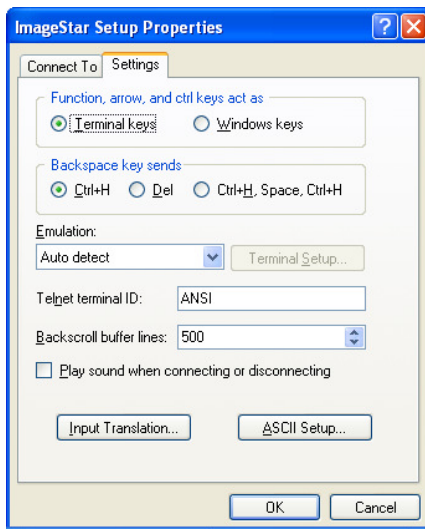 ImageStar Setup Properties
Connect To Settings
Function, arrow, and ctrl keys act as
Terminal keys Windows keys
Backspace key sends
Ctrl+H Del Ctrl+H, Space, Ctrl+H
Emulation:
Auto detect Terminal Setup...
Telnet terminal ID: ANSI
Backscroll buffer lines: 500
Play sound when connecting or disconnecting
Input Translation... ASCII Setup...
OK Cancel